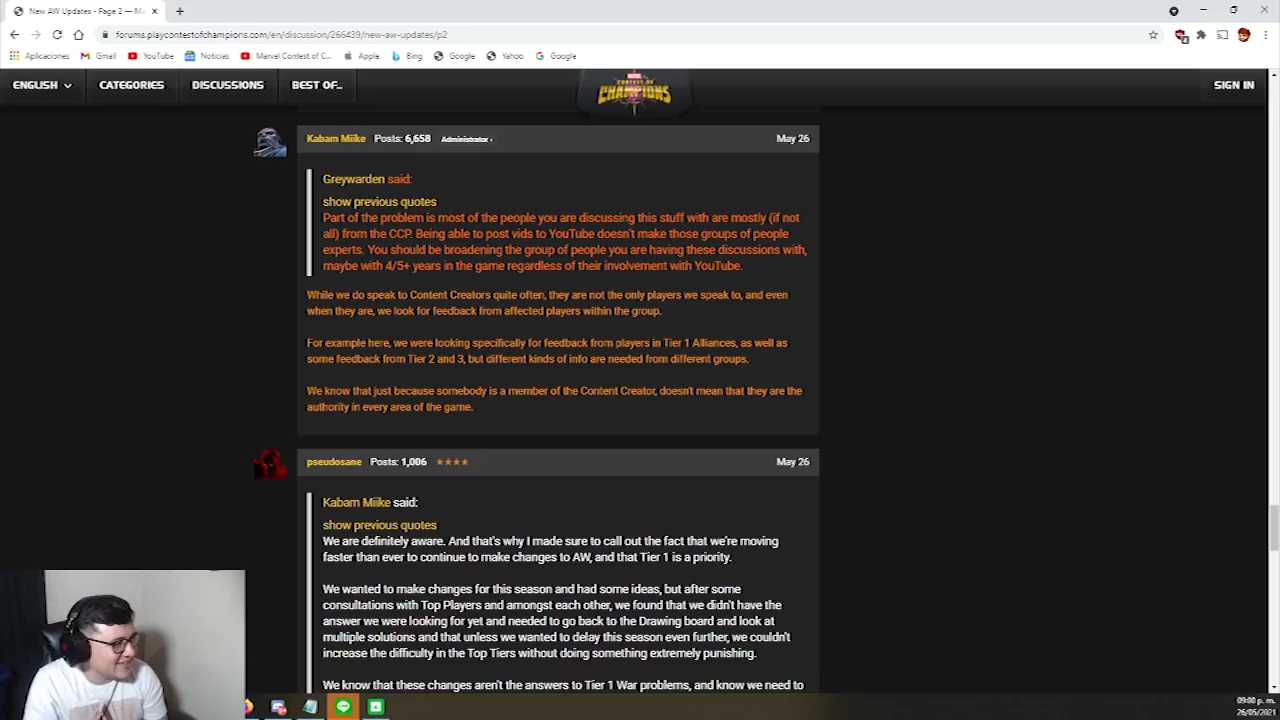 New AW Updates - Page 2 — Ma
forums.playcontestofchampions.com/en/discussion/266439/new-aw-updates/p2
Aplicaciones
Gmail
YouTube
Noticias
Marvel Contest of C...
Apple
Bing
Google
Yahoo
Google
ENGLISH
CATEGORIES
DISCUSSIONS
BEST OF...
MARVEL
CONTEST OF
CHAMPIONS
SIGN IN
Kabam Miike Posts: 6,658 Administrator
May 26
Greywarden said:
show previous quotes
Part of the problem is most of the people you are discussing this stuff with are mostly (if not
all) from the CCP. Being able to post vids to YouTube doesn't make those groups of people
experts. You should be broadening the group of people you are having these discussions with,
maybe with 4/5+ years in the game regardless of their involvement with YouTube.
While we do speak to Content Creators quite often, they are not the only players we speak to, and even
when they are, we look for feedback from affected players within the group.
For example here, we were looking specifically for feedback from players in Tier 1 Alliances, as well as
some feedback from Tier 2 and 3, but different kinds of info are needed from different groups.
We know that just because somebody is a member of the Content Creator, doesn't mean that they are the
authority in every area of the game.
pseudosane Posts: 1,006 ★★★★
May 26
Kabam Miike said:
show previous quotes
We are definitely aware. And that's why I made sure to call out the fact that we're moving
faster than ever to continue to make changes to AW, and that Tier 1 is a priority.
We wanted to make changes for this season and had some ideas, but after some
consultations with Top Players and amongst each other, we found that we didn't have the
answer we were looking for yet and needed to go back to the Drawing board and look at
multiple solutions and that unless we wanted to delay this season even further, we couldn't
increase the difficulty in the Top Tiers without doing something extremely punishing.
We know that these changes aren't the answers to Tier 1 War problems, and know we need to
09:00 p. m.
26/05/2021